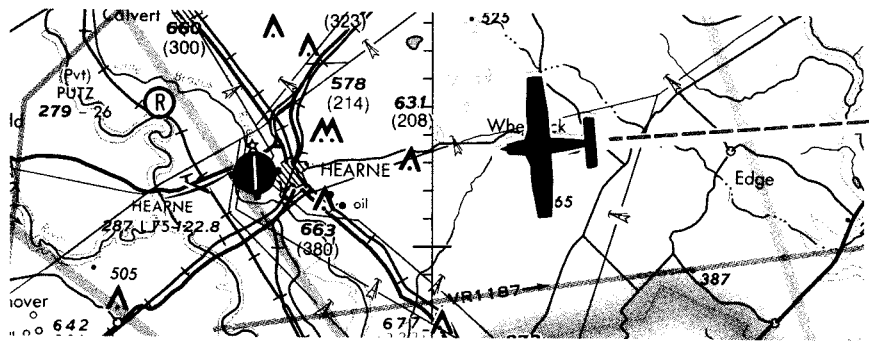 Calvert
660
(300)
(323)
(Pvt)
PUTZ
279 - 26
R
578
(214)
631
(208)
525
HEARNE
HEARNE
287 L 75 122.8
oil
663
(380)
65
Edge
505
642
VR1187
387
677